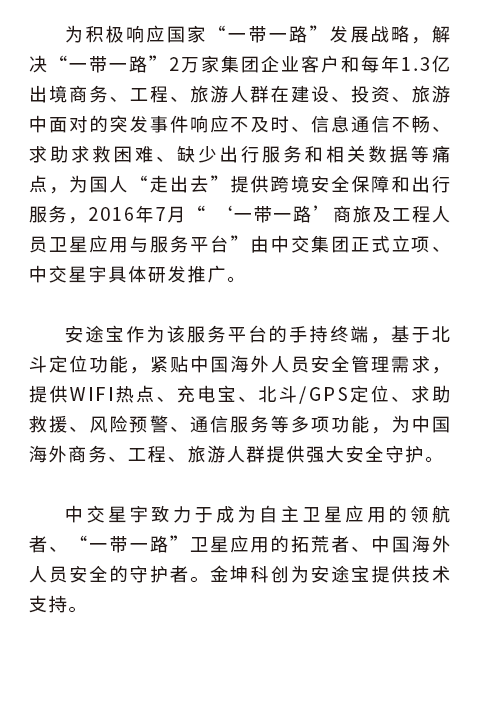 为积极响应国家“一带一路”发展战略，解
决“一带一路”2万家集团企业客户和每年1.3亿
出境商务、工程、旅游人群在建设、投资、旅游
中面对的突发事件响应不及时、信息通信不畅、
求助求救困难、缺少出行服务和相关数据等痛
点，为国人“走出去”提供跨境安全保障和出行
服务，2016年7月“‘一带一路’商旅及工程人
员卫星应用与服务平台”由中交集团正式立项、
中交星宇具体研发推广。
安途宝作为该服务平台的手持终端，基于北
斗定位功能，紧贴中国海外人员安全管理需求，
提供WIFI热点、充电宝、北斗/GPS定位、求助
救援、风险预警、通信服务等多项功能，为中国
海外商务、工程、旅游人群提供强大安全守护。
中交星宇致力于成为自主卫星应用的领航
者、“一带一路”卫星应用的拓荒者、中国海外
人员安全的守护者。金坤科创为安途宝提供技术
支持。